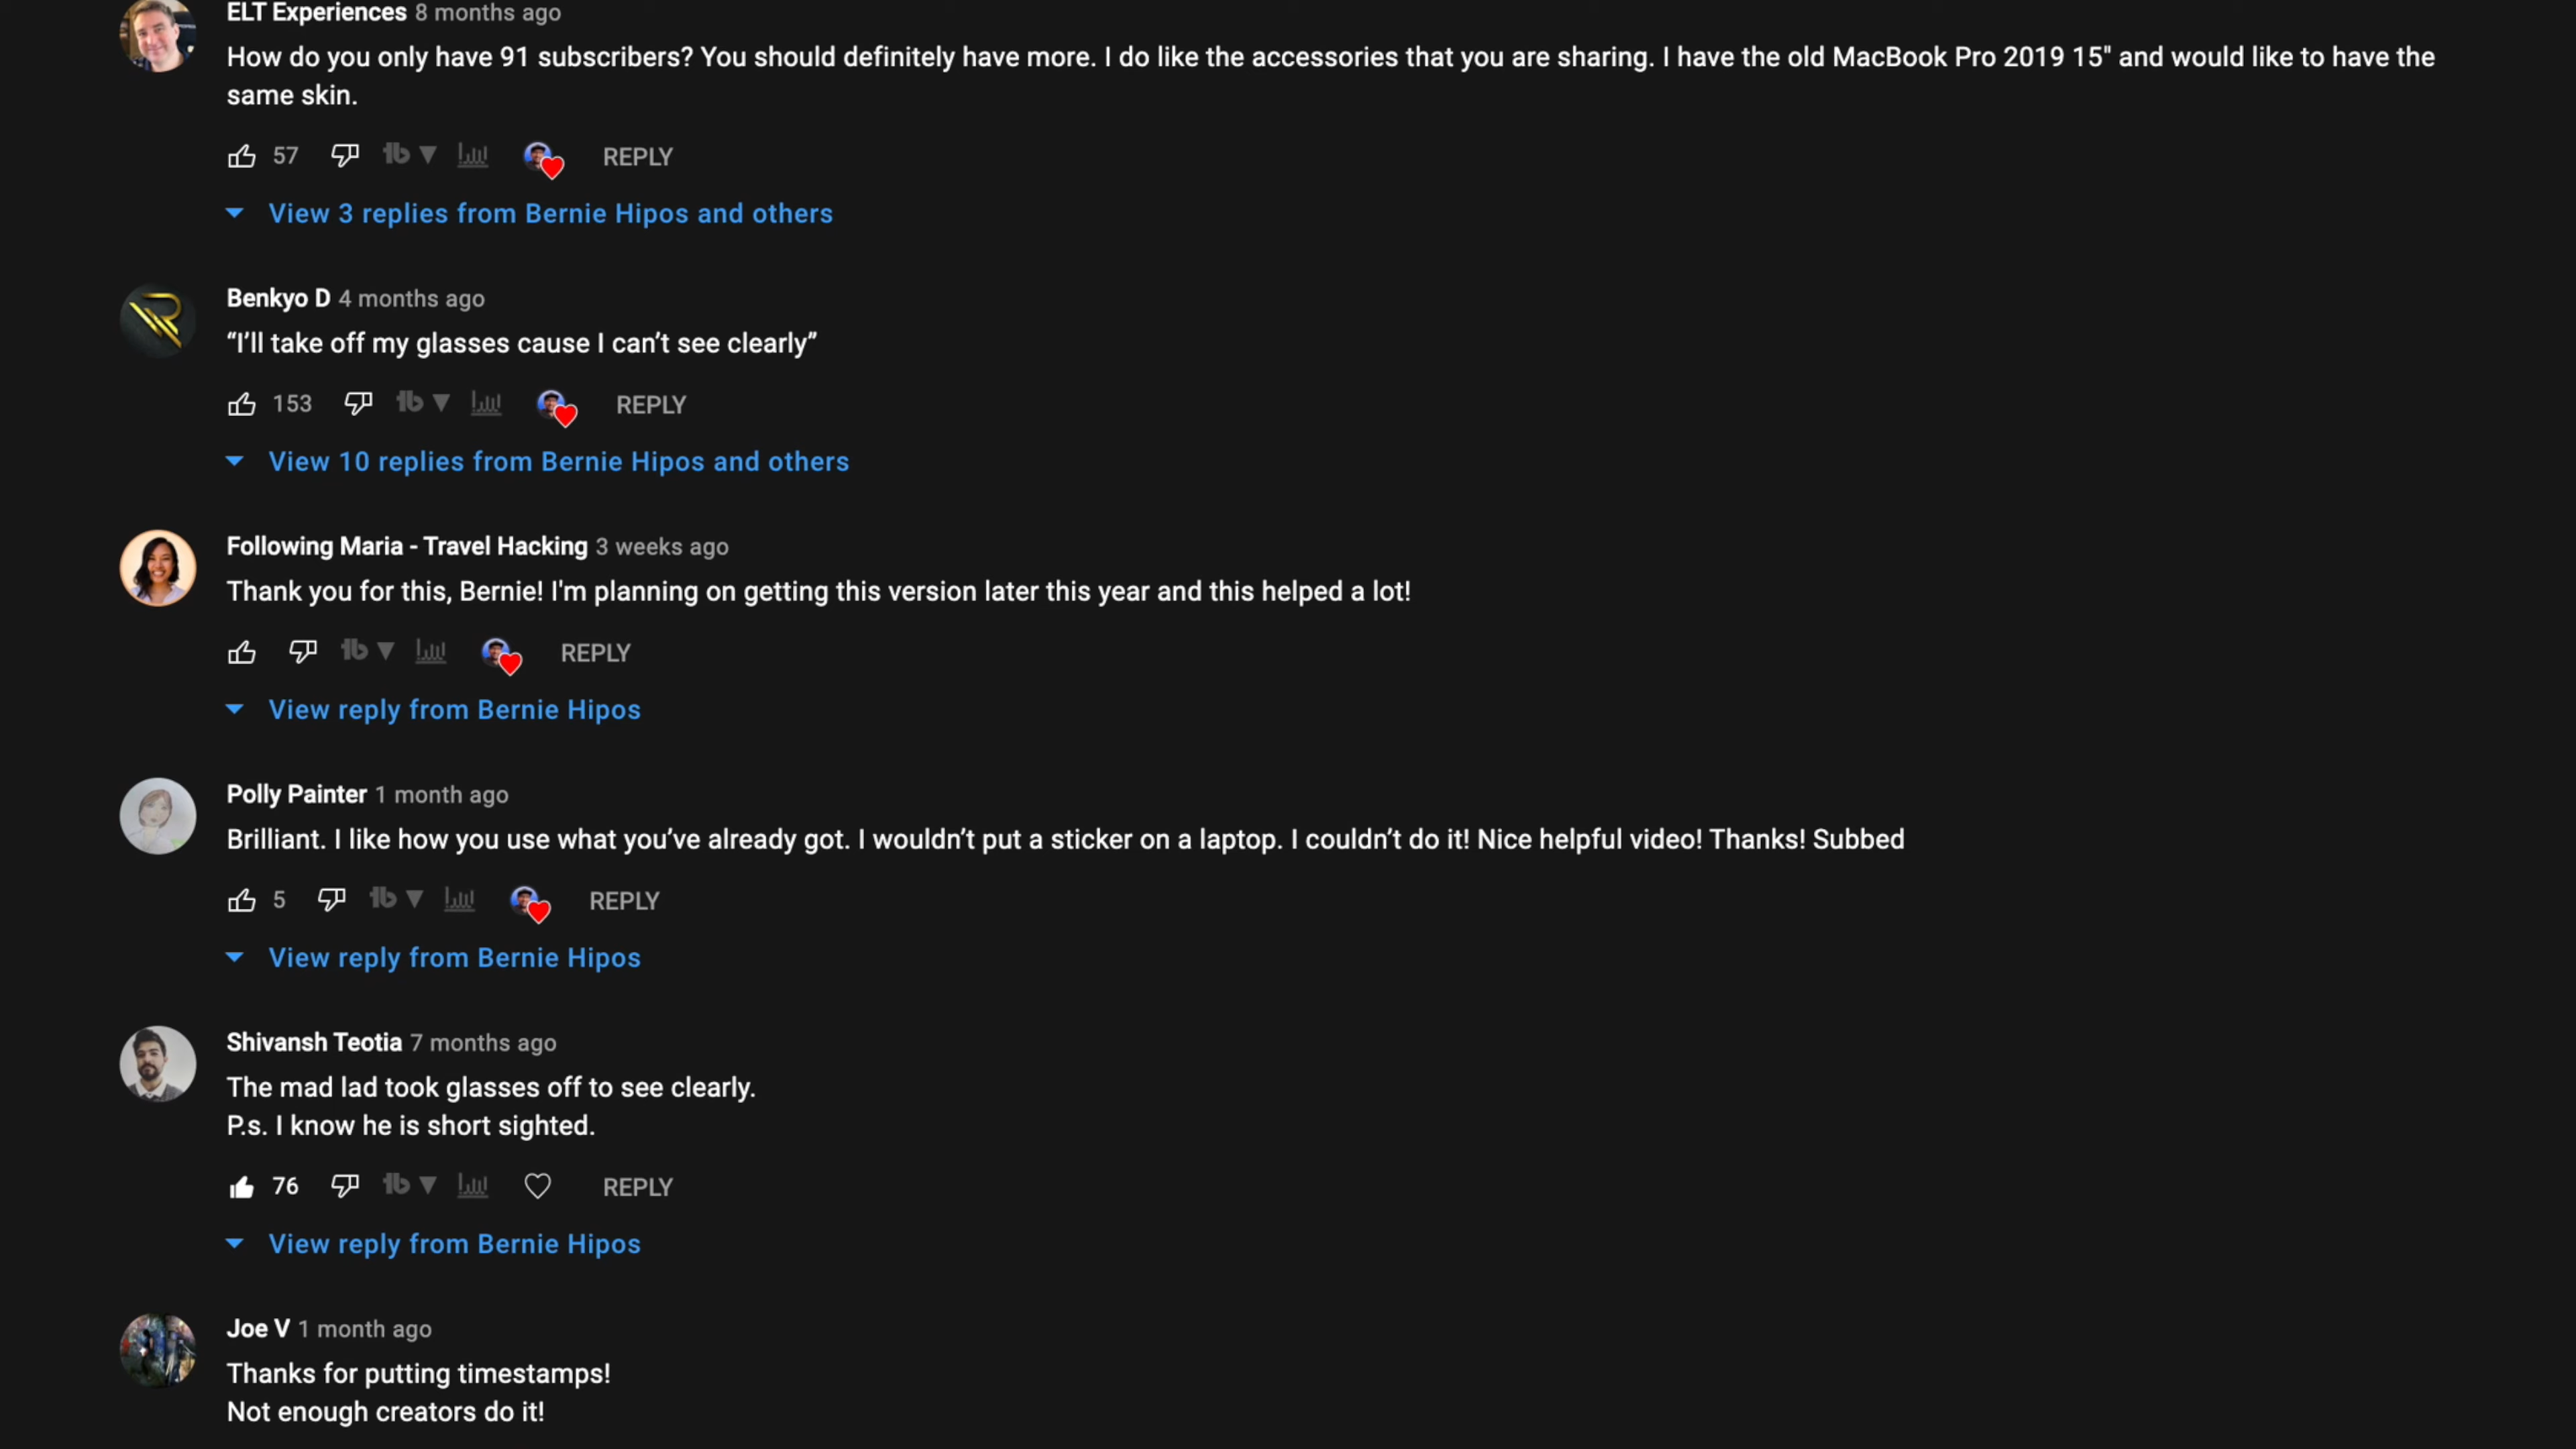 ELT Experiences 8 months ago
How do you only have 91 subscribers? You should definitely have more. I do like the accessories that you are sharing. I have the old MacBook Pro 2019 15" and would like to have the
same skin.
57 REPLY
View 3 replies from Bernie Hipos and others
Benkyo D 4 months ago
“I’ll take off my glasses cause I can’t see clearly”
153 REPLY
View 10 replies from Bernie Hipos and others
Following Maria - Travel Hacking 3 weeks ago
Thank you for this, Bernie! I'm planning on getting this version later this year and this helped a lot!
REPLY
View reply from Bernie Hipos
Polly Painter 1 month ago
Brilliant. I like how you use what you’ve already got. I wouldn’t put a sticker on a laptop. I couldn’t do it! Nice helpful video! Thanks! Subbed
5 REPLY
View reply from Bernie Hipos
Shivansh Teotia 7 months ago
The mad lad took glasses off to see clearly.
P.s. I know he is short sighted.
76 REPLY
View reply from Bernie Hipos
Joe V 1 month ago
Thanks for putting timestamps!
Not enough creators do it!